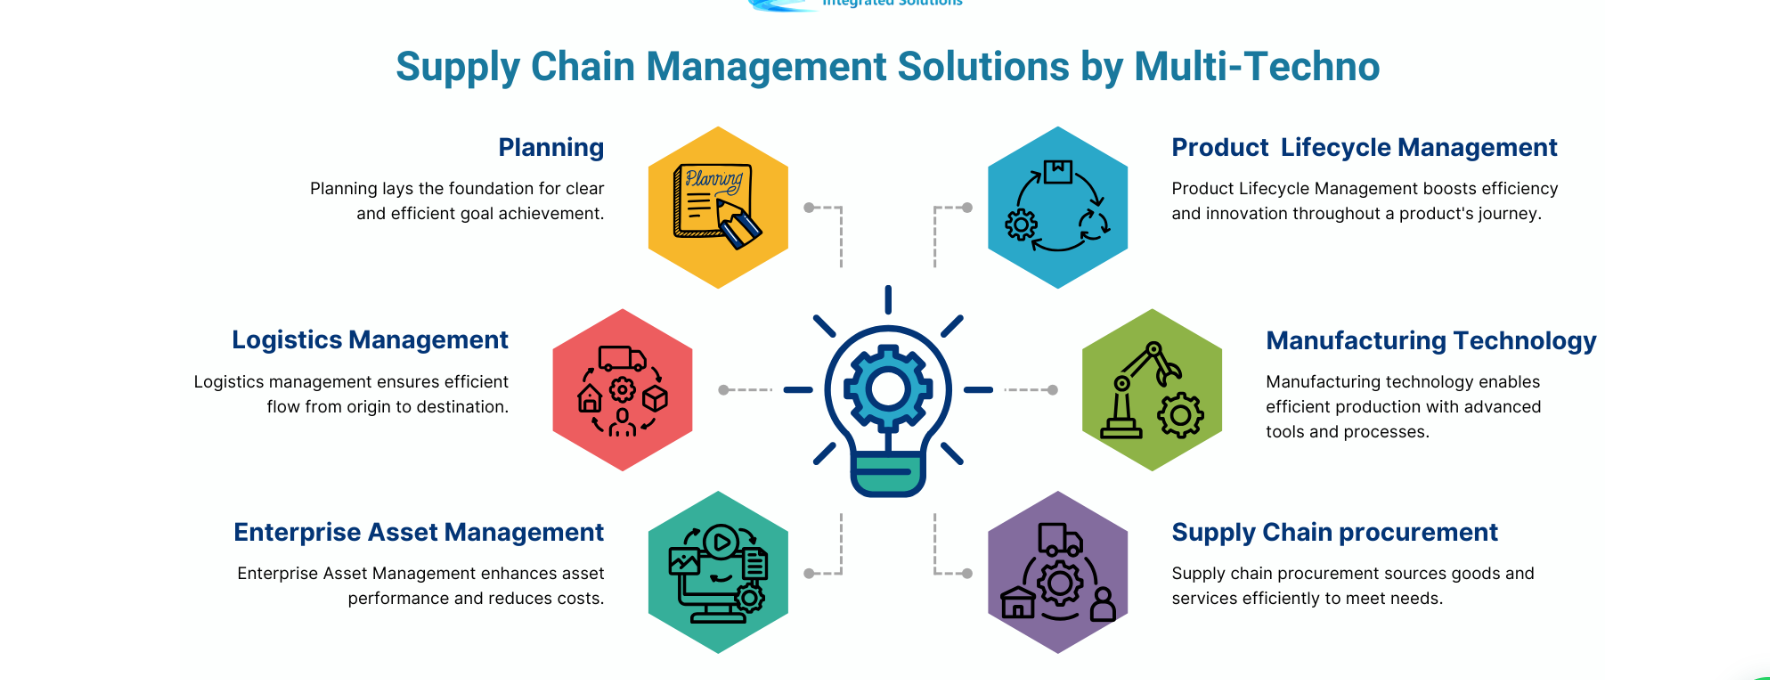 Integrated Solutions
Supply Chain Management Solutions by Multi-Techno
Planning
Planning lays the foundation for clear
and efficient goal achievement.
Planning
Product Lifecycle Management
Product Lifecycle Management boosts efficiency
and innovation throughout a product's journey.
Logistics Management
Logistics management ensures efficient
flow from origin to destination.
Manufacturing Technology
Manufacturing technology enables
efficient production with advanced
tools and processes.
Enterprise Asset Management
Enterprise Asset Management enhances asset
performance and reduces costs.
Supply Chain procurement
Supply chain procurement sources goods and
services efficiently to meet needs.